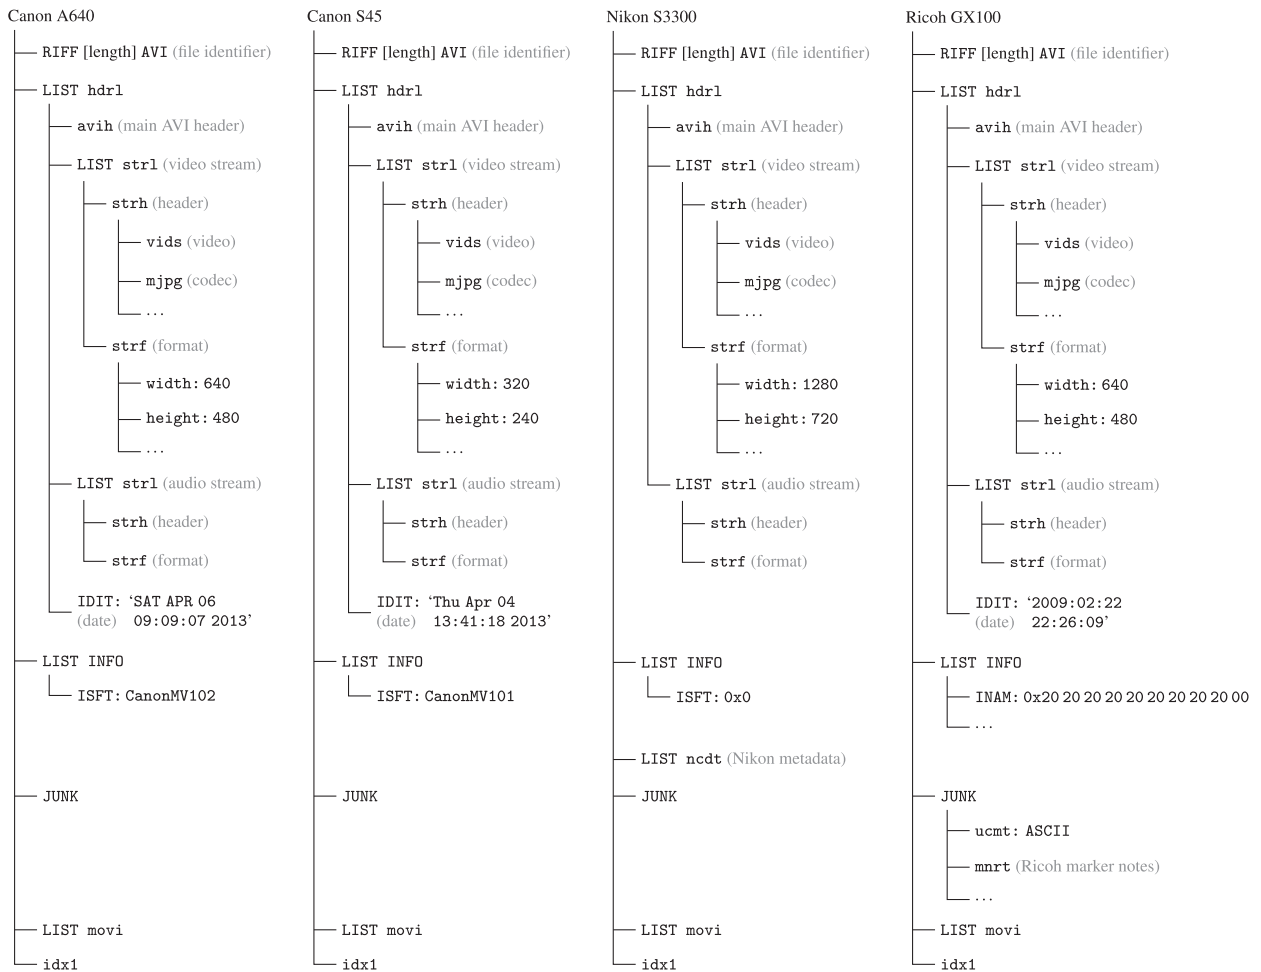 Canon A640
RIFF [length] AVI (file identifier)
LIST hdrl
avih (main AVI header)
LIST strl (video stream)
strh (header)
vids (video)
mjpg (codec)
...
strf (format)
width: 640
height: 480
...
LIST strl (audio stream)
strh (header)
strf (format)
IDIT: ‘SAT APR 06
(date) 09:09:07 2013’
LIST INFO
ISFT: CanonMV102
JUNK
LIST movi
idx1
Canon S45
RIFF [length] AVI (file identifier)
LIST hdrl
avih (main AVI header)
LIST strl (video stream)
strh (header)
vids (video)
mjpg (codec)
...
strf (format)
width: 320
height: 240
...
LIST strl (audio stream)
strh (header)
strf (format)
IDIT: ‘Thu Apr 04
(date) 13:41:18 2013’
LIST INFO
ISFT: CanonMV101
JUNK
LIST movi
idx1
Nikon S3300
RIFF [length] AVI (file identifier)
LIST hdrl
avih (main AVI header)
LIST strl (video stream)
strh (header)
vids (video)
mjpg (codec)
...
strf (format)
width: 1280
height: 720
...
LIST strl (audio stream)
strh (header)
strf (format)
LIST INFO
ISFT: 0x0
LIST ncdt (Nikon metadata)
JUNK
LIST movi
idx1
Ricoh GX100
RIFF [length] AVI (file identifier)
LIST hdrl
avih (main AVI header)
LIST strl (video stream)
strh (header)
vids (video)
mjpg (codec)
...
strf (format)
width: 640
height: 480
...
LIST strl (audio stream)
strh (header)
strf (format)
IDIT: ‘2009:02:22
(date) 22:26:09’
LIST INFO
INAM: 0x20 20 20 20 20 20 20 20 20 00
...
JUNK
ucmt: ASCII
mnrt (Ricoh marker notes)
...
LIST movi
idx1